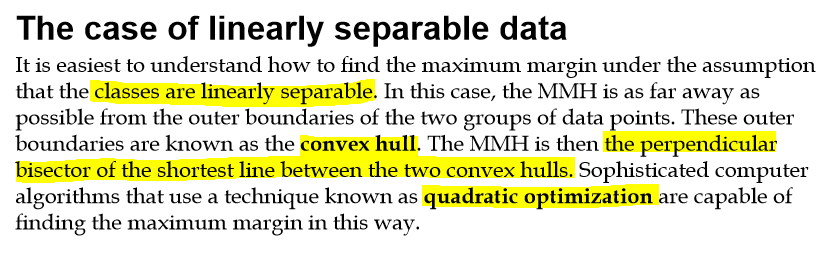 The case of linearly separable data
It is easiest to understand how to find the maximum margin under the assumption
that the classes are linearly separable. In this case, the MMH is as far away as
possible from the outer boundaries of the two groups of data points. These outer
boundaries are known as the convex hull. The MMH is then the perpendicular
bisector of the shortest line between the two convex hulls. Sophisticated computer
algorithms that use a technique known as quadratic optimization are capable of
finding the maximum margin in this way.